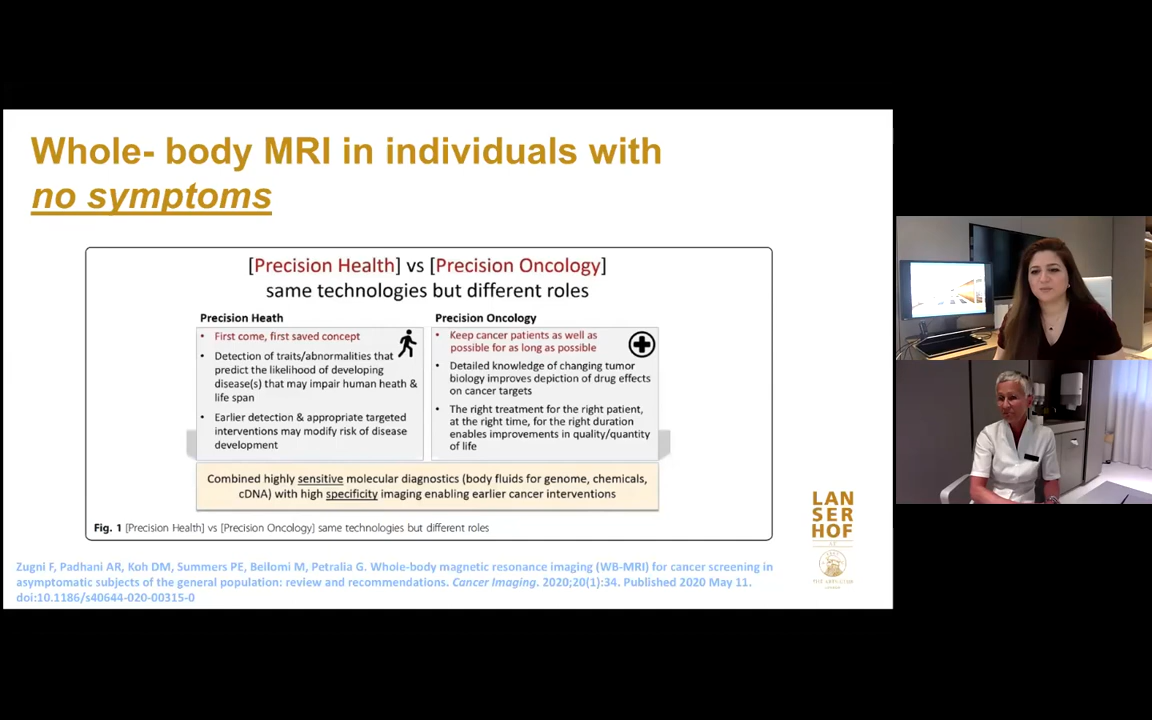 Whole- body MRI in individuals with
no symptoms
[Precision Health] vs [Precision Oncology]
same technologies but different roles
Precision Heath
• First come, first saved concept
• Detection of traits/abnormalities that
predict the likelihood of developing
disease(s) that may impair human heath &
life span
• Earlier detection & appropriate targeted
interventions may modify risk of disease
development
Precision Oncology
• Keep cancer patients as well as
possible for as long as possible
• Detailed knowledge of changing tumor
biology improves depiction of drug effects
on cancer targets
• The right treatment for the right patient,
at the right time, for the right duration
enables improvements in quality/quantity
of life
Combined highly sensitive molecular diagnostics (body fluids for genome, chemicals,
cDNA) with high specificity imaging enabling earlier cancer interventions
Fig. 1 [Precision Health] vs [Precision Oncology] same technologies but different roles
Zugni F, Padhani AR, Koh DM, Summers PE, Beilomi M, Petralia G. Whole-body magnetic resonance imaging (WB-MRI) for cancer screening in
asymptomatic subjects of the general population: review and recommendations. Cancer Imaging. 2020;20(1):34. Published 2020 May 11.
doi:10.1186/s40644-020-00315-0
LAN
SER
HOF
AT
THE ARTS CLUB